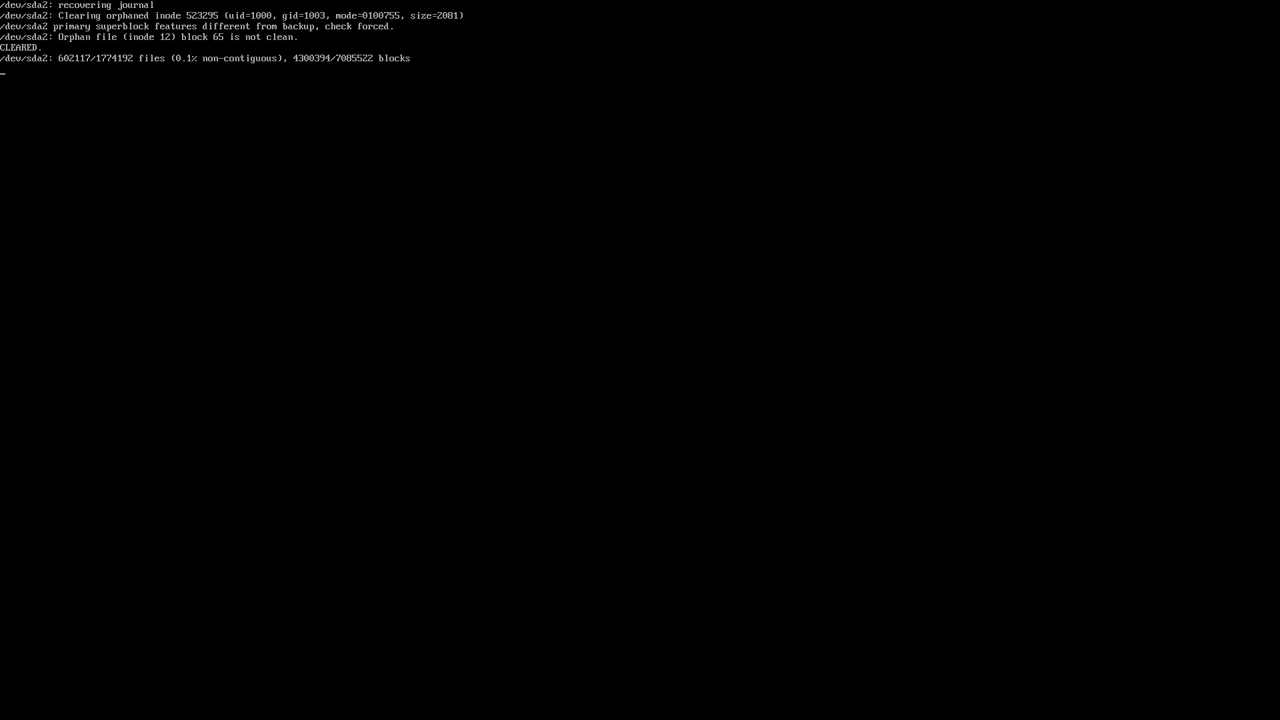 /dev/sda2: recovering journal
/dev/sda2: Clearing orphaned inode 523295 (uid=1000, gid=1003, mode=0100755, size=2081)
/dev/sda2 primary superblock features different from backup, check forced.
/dev/sda2: Orphan file (inode 12) block 65 is not clean.
CLEARED.
/dev/sda2: 602117/1774192 files (0.1% non-contiguous), 4300394/7085522 blocks